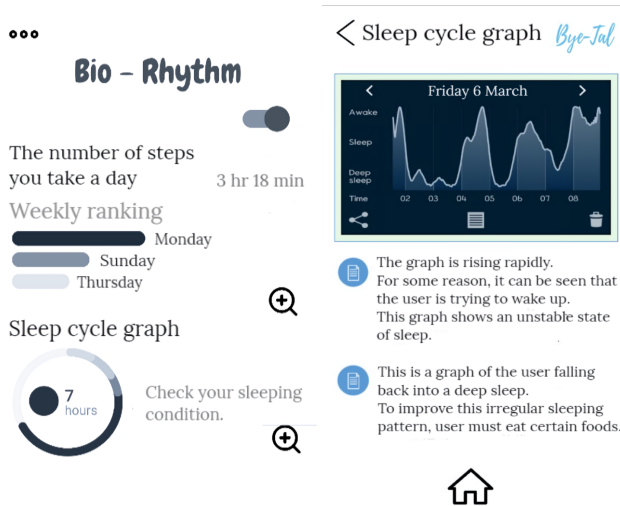 Bio - Rhythm
The number of steps
you take a day
3 hr 18 min
Weekly ranking
Monday
Sunday
Thursday
Sleep cycle graph
7
hours
Check your sleeping
condition.
Sleep cycle graph
Bye-Tal
Friday 6 March
Awake
Sleep
Deep
sleep
Time 02 03 04 05 06 07 08
The graph is rising rapidly.
For some reason, it can be seen that
the user is trying to wake up.
This graph shows an unstable state
of sleep.
This is a graph of the user falling
back into a deep sleep.
To improve this irregular sleeping
pattern, user must eat certain foods.